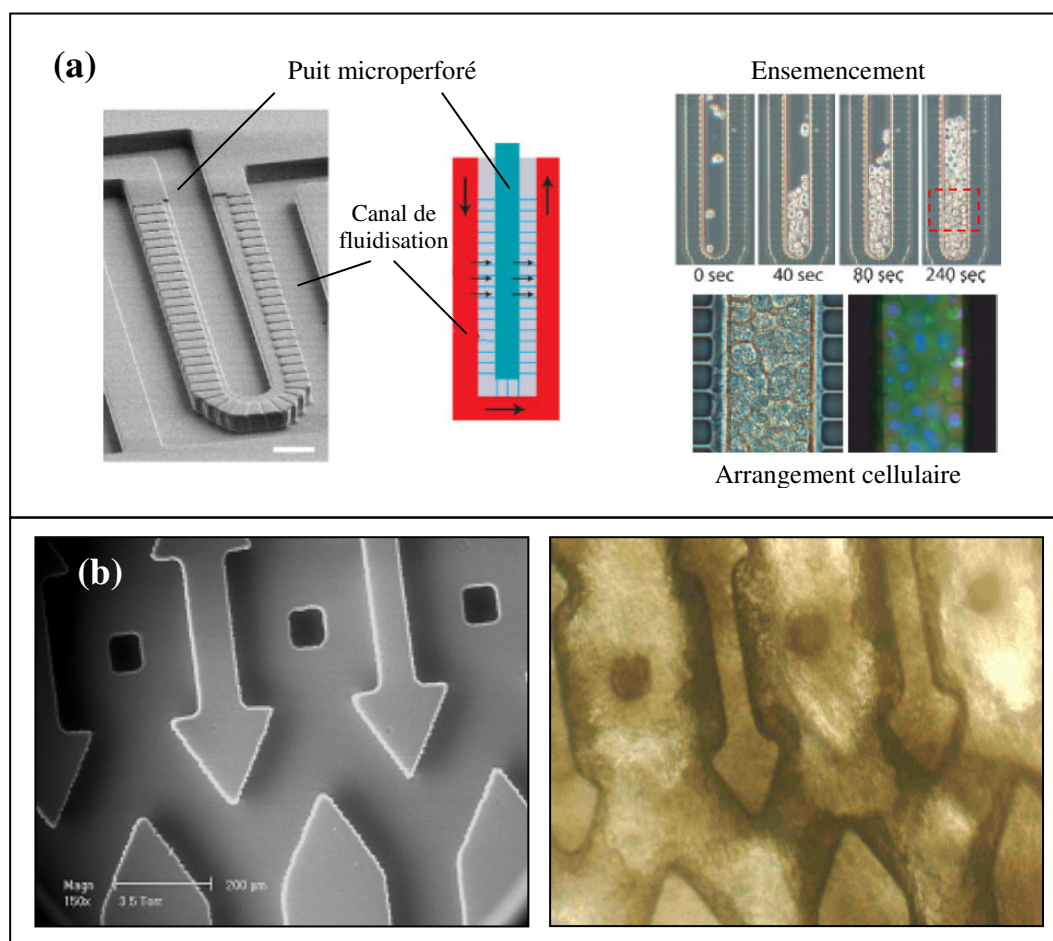 (a)
Puit microperforé
Canal de
fluidisation
Ensemencement
0 sec
40 sec
80 sec
240 sec
Arrangement cellulaire
(b)
Magn
150x
3.5 Torr
200 µm